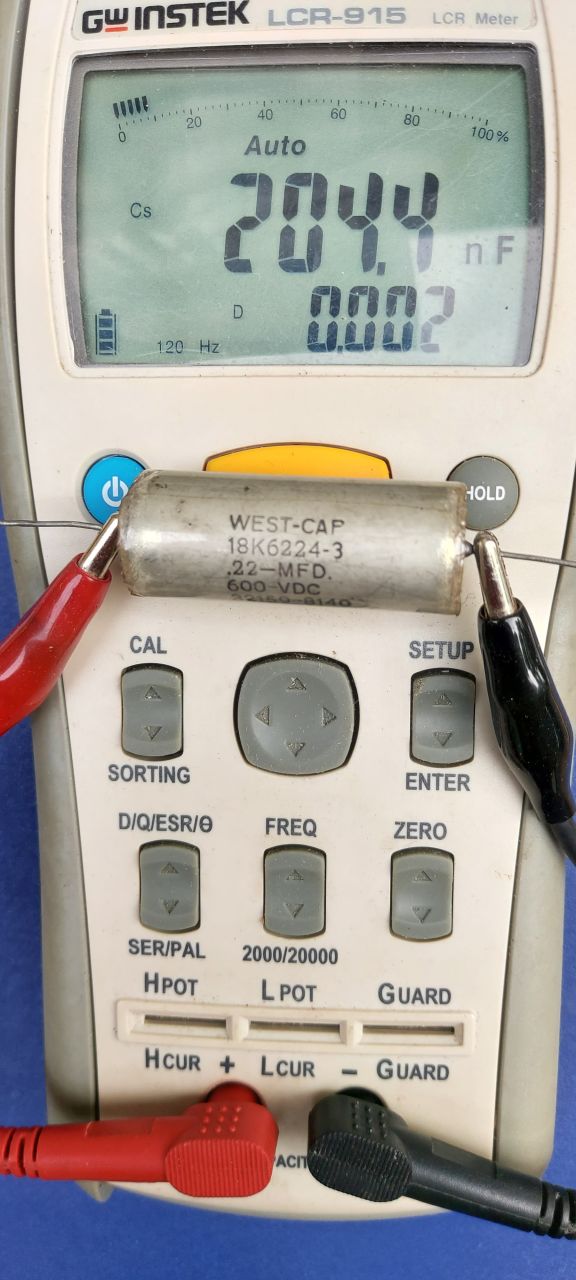 GW INSTEK LCR-915 LCR Meter
0 20 40 60 80 100%
Auto
Cs
204.4 nF
D 0.002
120 Hz
HOLD
WEST-CAP
18K6224-3
.22-MFD.
600 VDC
CAL
SETUP
SORTING
ENTER
D/Q/ESR/Θ FREQ ZERO
SER/PAL 2000/20000
HPOT LPOT GUARD
HCUR + LCUR – GUARD